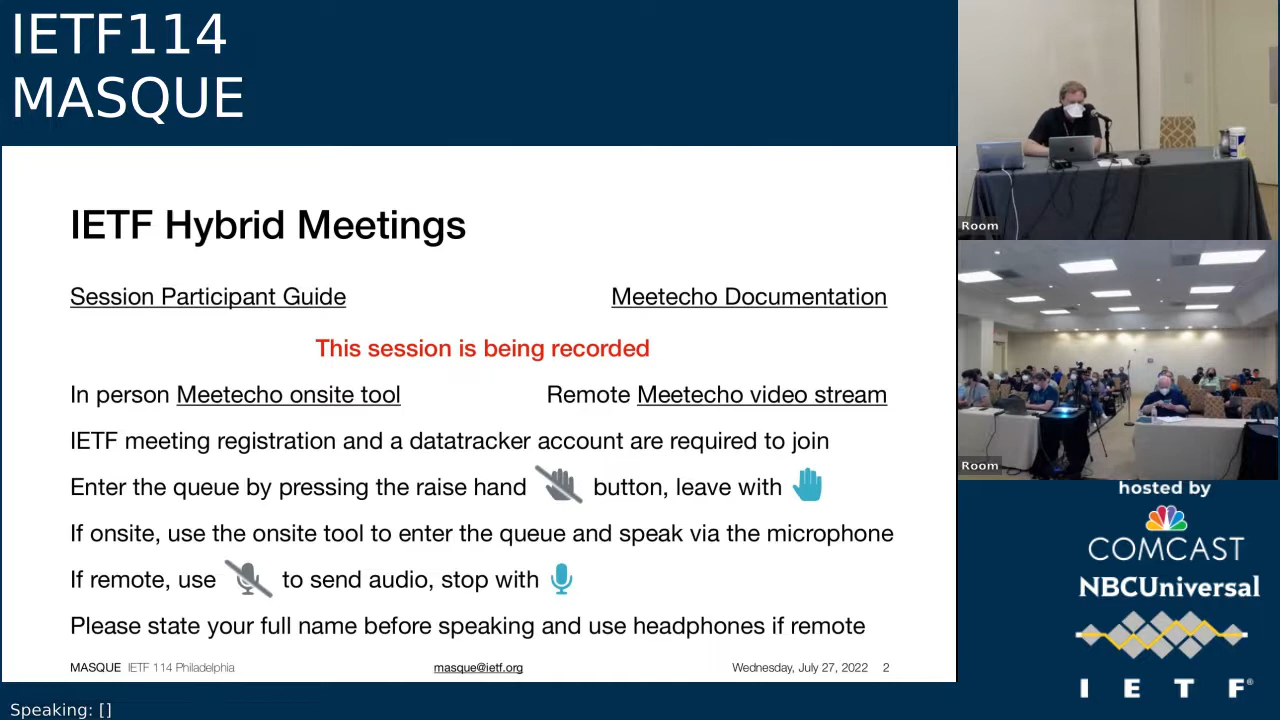 IETF114
MASQUE
IETF Hybrid Meetings
Session Participant Guide
Meetecho Documentation
This session is being recorded
In person Meetecho onsite tool
Remote Meetecho video stream
IETF meeting registration and a datatracker account are required to join
Enter the queue by pressing the raise hand button, leave with
If onsite, use the onsite tool to enter the queue and speak via the microphone
If remote, use to send audio, stop with
Please state your full name before speaking and use headphones if remote
MASQUE IETF 114 Philadelphia
masque@ietf.org
Wednesday, July 27, 2022 2
Speaking: []
Room
Room
hosted by
COMCAST
NBCUniversal
I E T F®